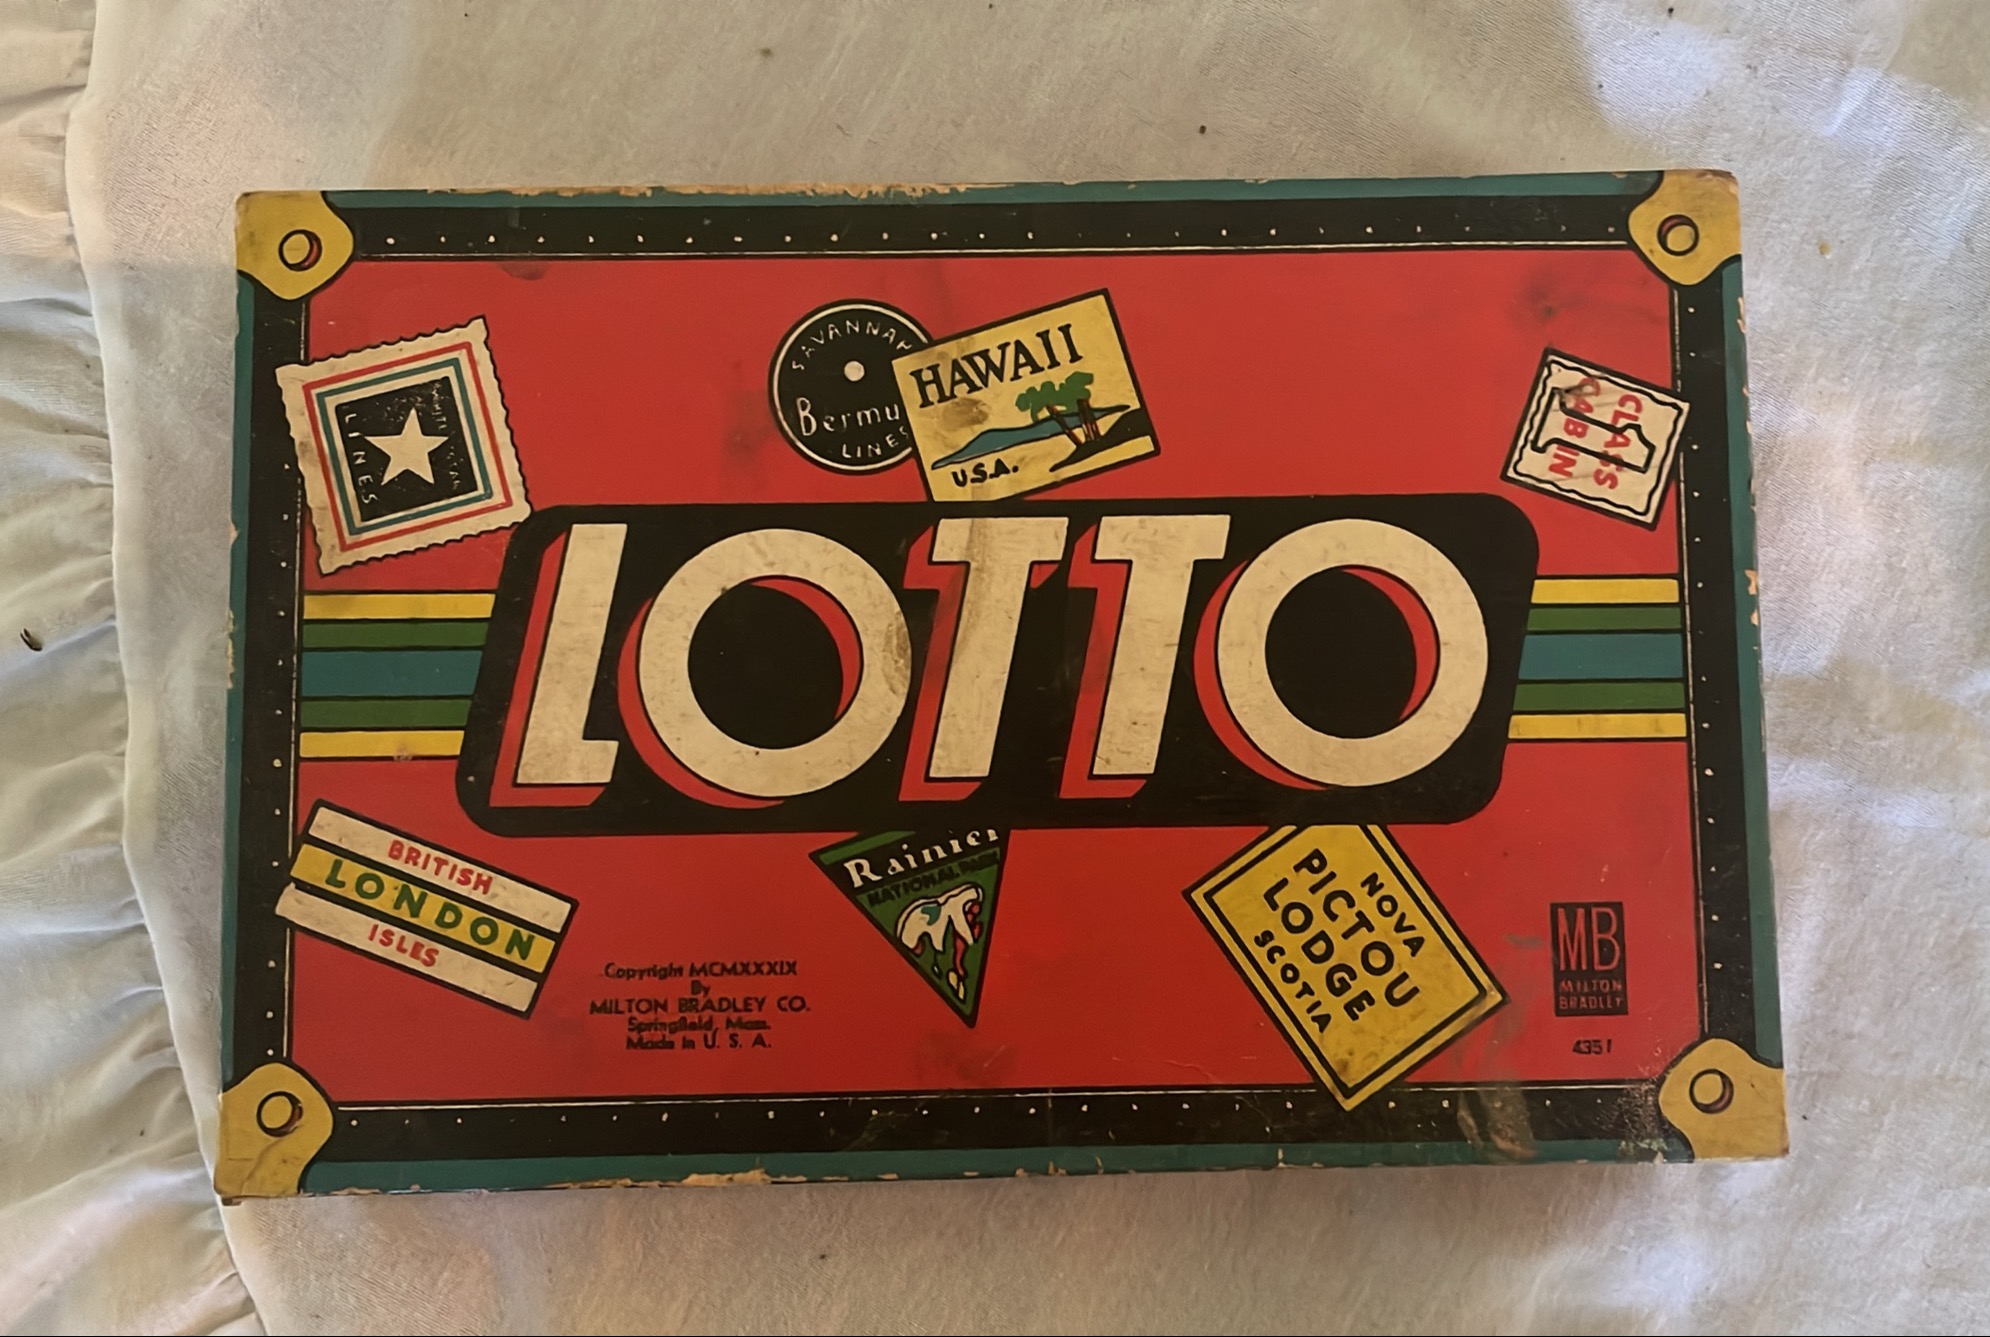 SAVANNAH
Bermu
LINES
HAWAII
U.S.A.
LINES
1
CLASS
CABIN
LOTTO
BRITISH
LONDON
ISLES
Rainier
NATIONAL PARK
NOVA
PICTOU
LODGE
SCOTIA
Copyright MCMXXXIX
By
MILTON BRADLEY CO.
Springfield, Mass.
Made in U. S. A.
MB
MILTON
BRADLEY
4351